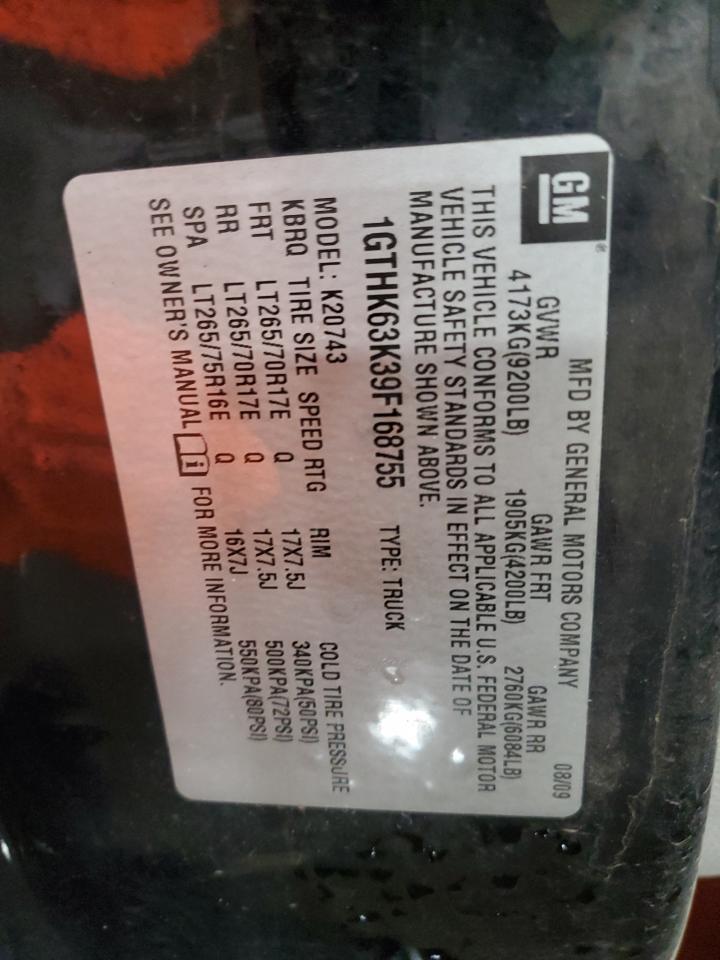 GM®
MFD BY GENERAL MOTORS COMPANY 08/09
GVWR GAWR FRT GAWR RR
4173KG(9200LB) 1905KG(4200LB) 2760KG(6084LB)
THIS VEHICLE CONFORMS TO ALL APPLICABLE U.S. FEDERAL MOTOR
VEHICLE SAFETY STANDARDS IN EFFECT ON THE DATE OF
MANUFACTURE SHOWN ABOVE.
1GTHK63K39F168755 TYPE: TRUCK
MODEL: K20743
KBRQ TIRE SIZE SPEED RTG RIM COLD TIRE PRESSURE
FRT LT265/70R17E Q 17X7.5J 340KPA(50PSI)
RR LT265/70R17E Q 17X7.5J 500KPA(72PSI)
SPA LT265/75R16E Q 16X7J 550KPA(80PSI)
SEE OWNER'S MANUAL i FOR MORE INFORMATION.